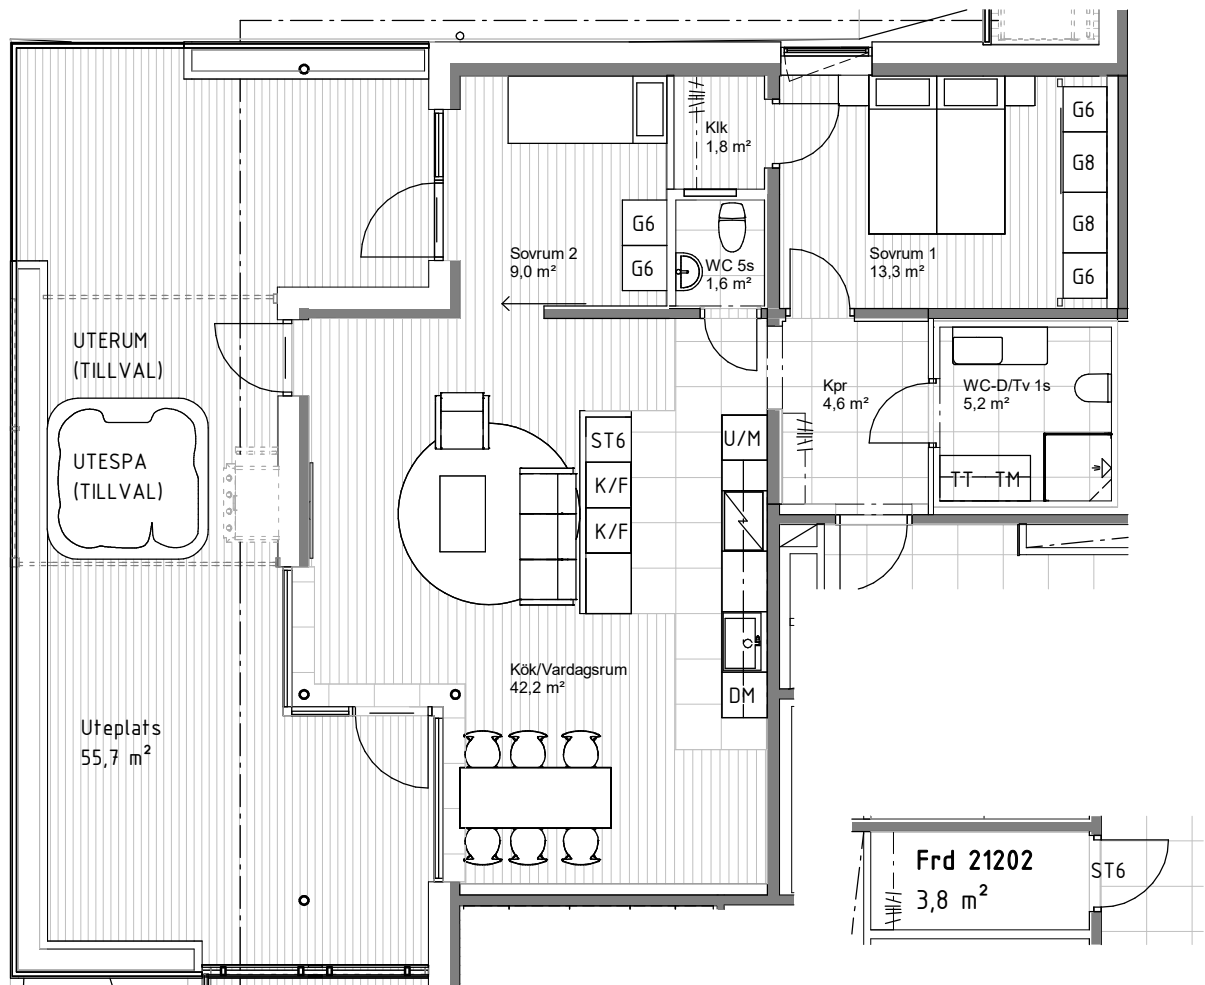 Klk
1,8 m²
G6
G8
G8
G6
G6
G6
Sovrum 2
9,0 m²
WC 5s
1,6 m²
Sovrum 1
13,3 m²
UTERUM
(TILLVAL)
Kpr
4,6 m²
WC-D/Tv 1s
5,2 m²
ST6
K/F
K/F
U/M
UTESPA
(TILLVAL)
TT
TM
Kök/Vardagsrum
42,2 m²
DM
Uteplats
55,7 m²
Frd 21202
3,8 m²
ST6